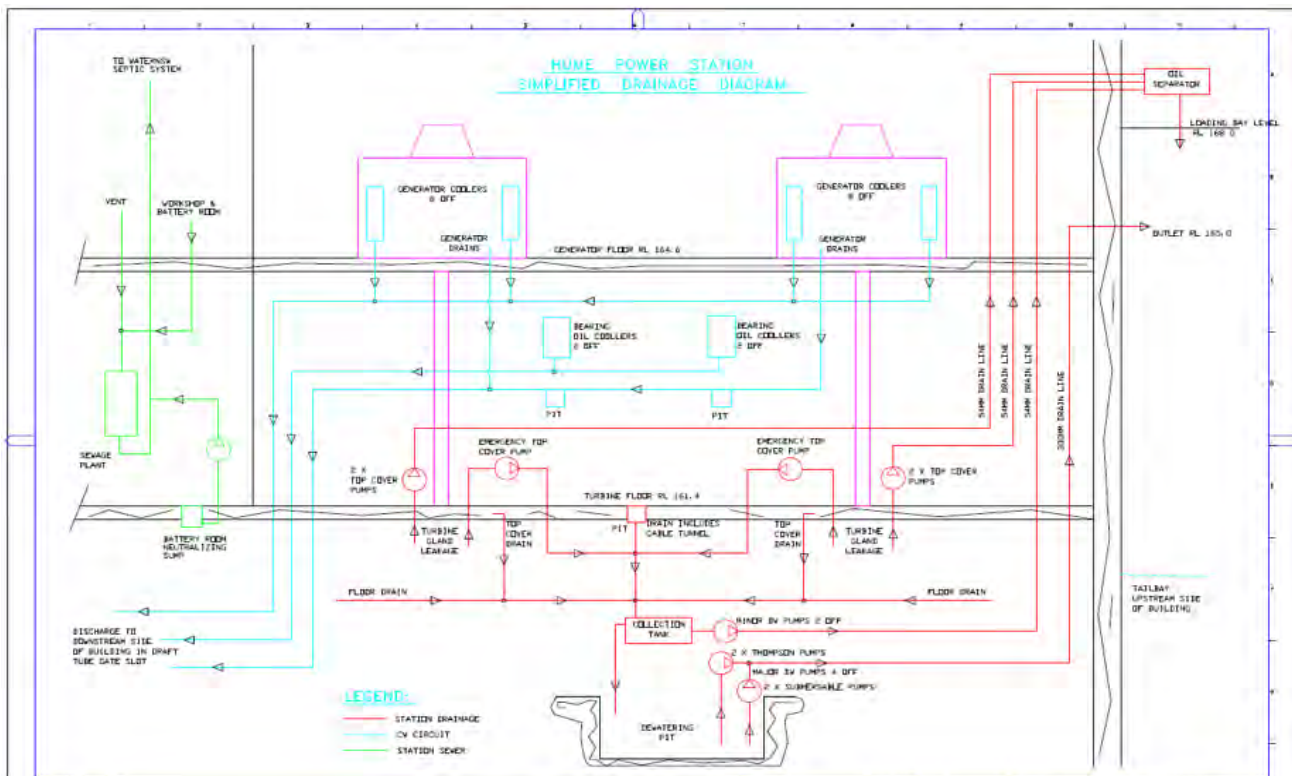 HUME POWER STATION
SIMPLIFIED DRAINAGE DIAGRAM
TO WATERNSW
SEPTIC SYSTEM
VENT
WORKSHOP &
BATTERY ROOM
GENERATOR COOLERS
GENERATOR
DRAINS
GENERATOR FLOOR RL 164.6
GENERATOR COOLERS
GENERATOR
DRAINS
OIL
SEPARATOR
LOADING BAY LEVEL
RL 168.0
OUTLET RL 165.0
BEARING
OIL COOLLERS
2 OFF
BEARING
OIL COOLLERS
2 OFF
PIT
PIT
54MM DRAIN LINE
54MM DRAIN LINE
54MM DRAIN LINE
300MM DRAIN LINE
SEWAGE
PLANT
2 X
TOP COVER
PUMPS
EMERGENCY TOP
COVER PUMP
EMERGENCY TOP
COVER PUMP
2 X TOP COVER
PUMPS
TURBINE FLOOR RL 161.4
BATTERY ROOM
NEUTRALIZING
SUMP
TURBINE
GLAND
LEAKAGE
TOP
COVER
DRAIN
PIT
DRAIN INCLUDES
CABLE TUNNEL
TOP
COVER
DRAIN
TURBINE
GLAND
LEAKAGE
FLOOR DRAIN
FLOOR DRAIN
TAILBAY
UPSTREAM SIDE
OF BUILDING
DISCHARGE TO
DOWNSTREAM SIDE
OF BUILDING IN DRAFT
TUBE GATE SLOT
COLLECTION
TANK
MINOR DW PUMPS 2 OFF
2 X THOMPSON PUMPS
MAJOR DW PUMPS 4 OFF
2 X SUBMERSABLE PUMPS
DEWATERING
PIT
LEGEND:
STATION DRAINAGE
CW CIRCUIT
STATION SEWER